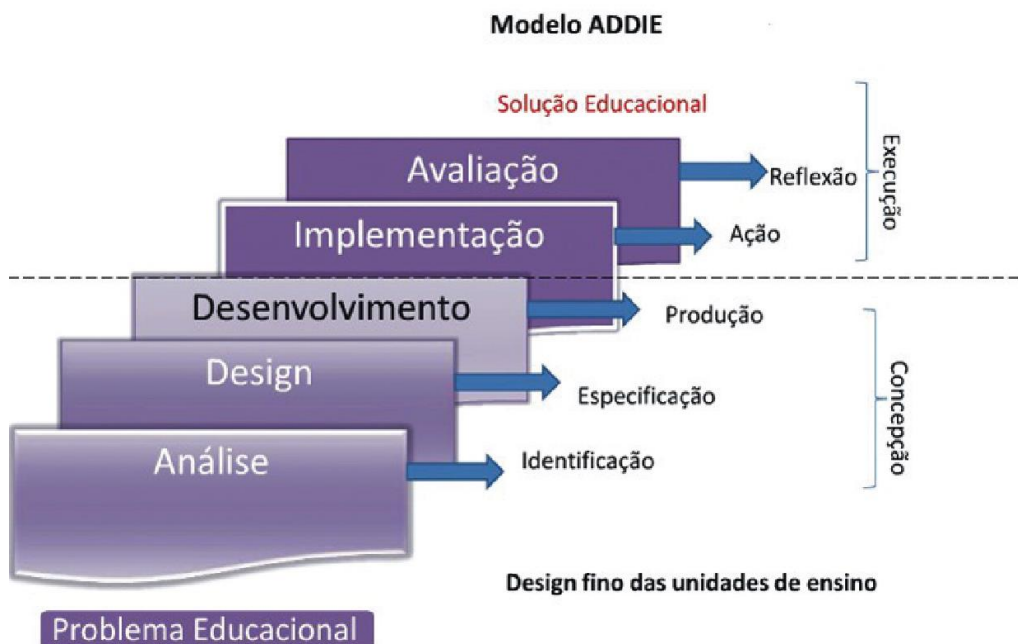 Modelo ADDIE
Solução Educacional
Avaliação
Reflexão
Execução
Implementação
Ação
Desenvolvimento
Produção
Design
Especificação
Concepção
Análise
Identificação
Design fino das unidades de ensino
Problema Educacional